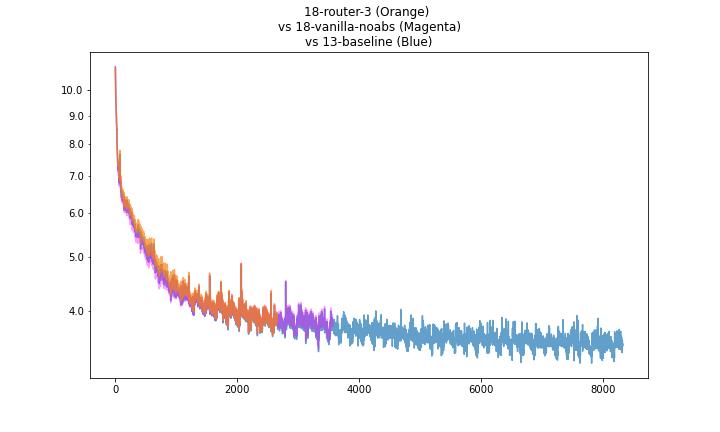 18-router-3 (Orange)
vs 18-vanilla-noabs (Magenta)
vs 13-baseline (Blue)
10.0
9.0
8.0
7.0
6.0
5.0
4.0
0 2000 4000 6000 8000